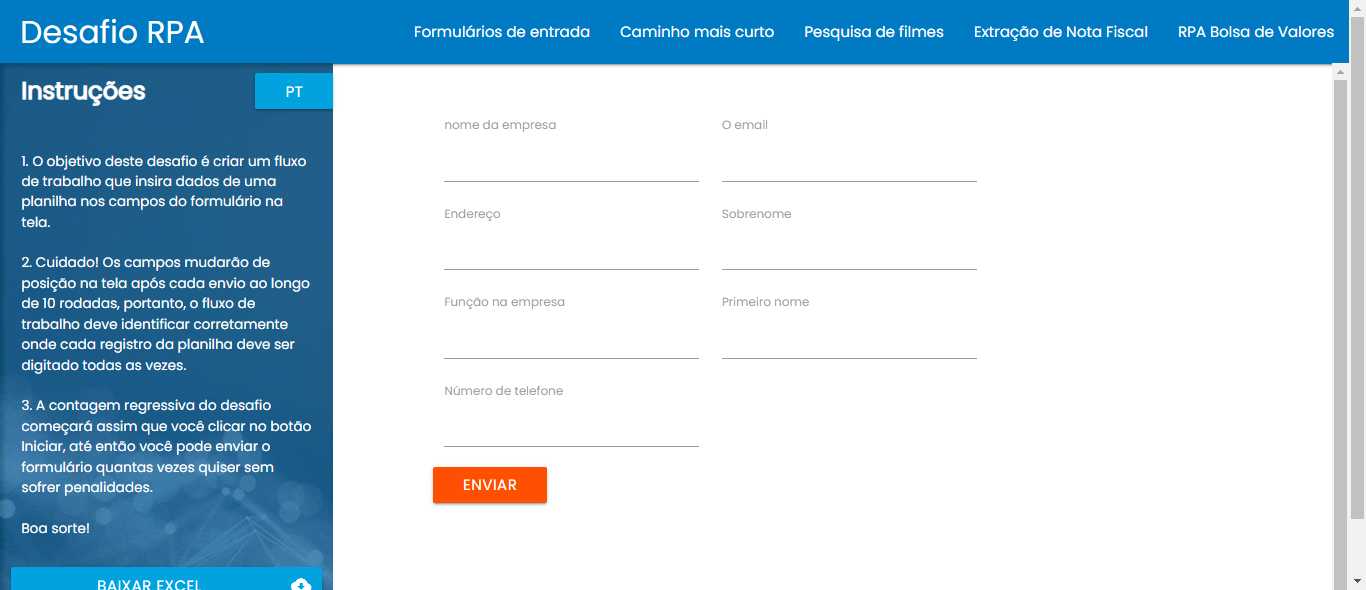 Desafio RPA
Formulários de entrada
Caminho mais curto
Pesquisa de filmes
Extração de Nota Fiscal
RPA Bolsa de Valores
Instruções
PT
1. O objetivo deste desafio é criar um fluxo
de trabalho que insira dados de uma
planilha nos campos do formulário na
tela.
2. Cuidado! Os campos mudarão de
posição na tela após cada envio ao longo
de 10 rodadas, portanto, o fluxo de
trabalho deve identificar corretamente
onde cada registro da planilha deve ser
digitado todas as vezes.
3. A contagem regressiva do desafio
começará assim que você clicar no botão
Iniciar, até então você pode enviar o
formulário quantas vezes quiser sem
sofrer penalidades.
Boa sorte!
BAIXAR EXCEL
nome da empresa
O email
Endereço
Sobrenome
Função na empresa
Primeiro nome
Número de telefone
ENVIAR